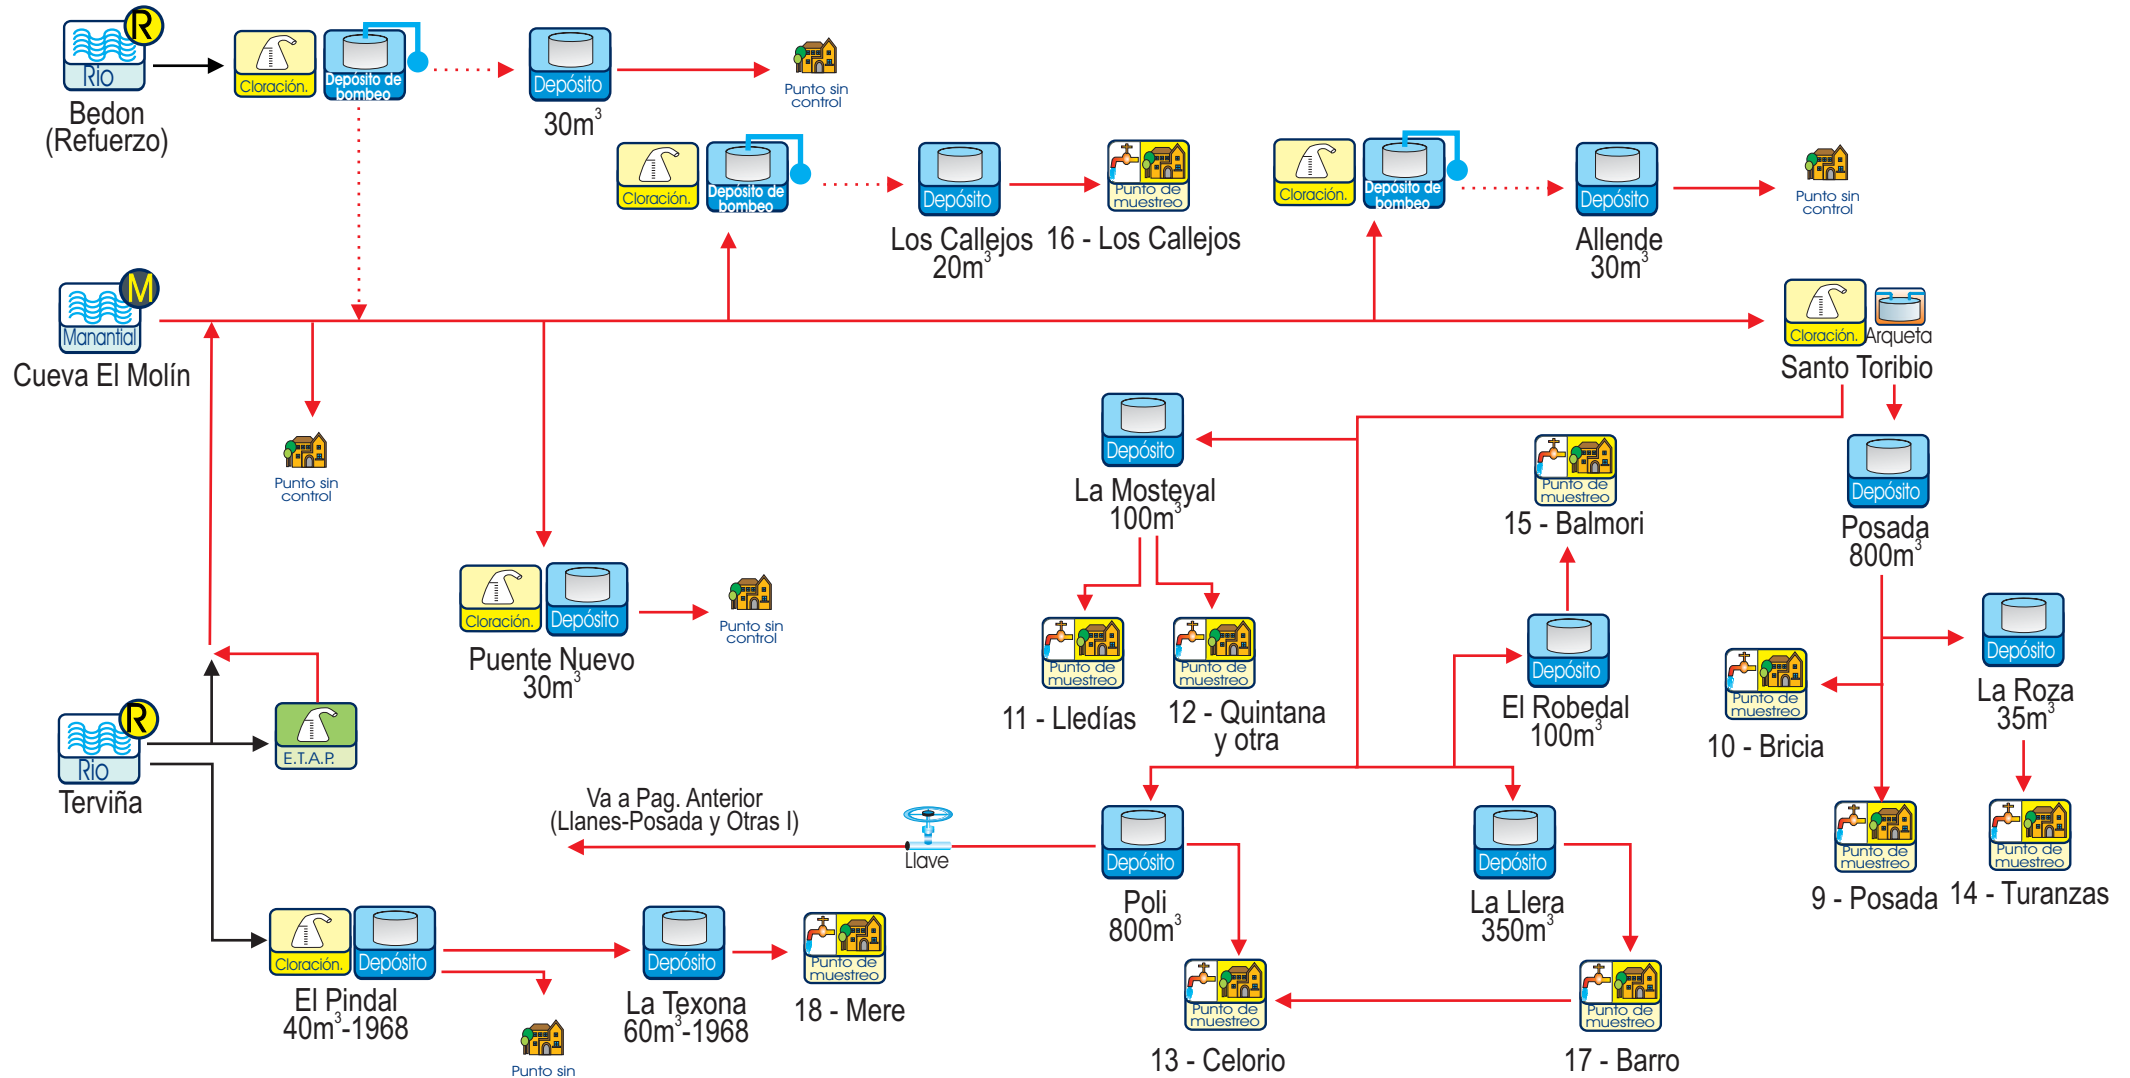 R
Rio
Bedon
(Refuerzo)
Cloración.
Depósito de
bombeo
Depósito
30m³
Punto sin
control
Cloración.
Depósito de
bombeo
Depósito
Los Callejos
20m³
Punto de
muestreo
16 - Los Callejos
Cloración.
Depósito de
bombeo
Depósito
Allende
30m³
Punto sin
control
M
Manantial
Cueva El Molín
Cloración.
Arqueta
Santo Toribio
Punto sin
control
Depósito
La Mosteyal
100m³
Punto de
muestreo
15 - Balmori
Depósito
Posada
800m³
Cloración.
Depósito
Puente Nuevo
30m³
Punto sin
control
Punto de
muestreo
11 - Lledías
Punto de
muestreo
12 - Quintana
y otra
Depósito
El Robedal
100m³
Punto de
muestreo
10 - Bricia
Depósito
La Roza
35m³
R
Rio
Terviña
E.T.A.P.
Va a Pag. Anterior
(Llanes-Posada y Otras I)
Llave
Depósito
Poli
800m³
Depósito
La Llera
350m³
Punto de
muestreo
9 - Posada
Punto de
muestreo
14 - Turanzas
Cloración.
Depósito
El Pindal
40m³-1968
Depósito
La Texona
60m³-1968
Punto de
muestreo
18 - Mere
Punto de
muestreo
13 - Celorio
Punto de
muestreo
17 - Barro
Punto sin